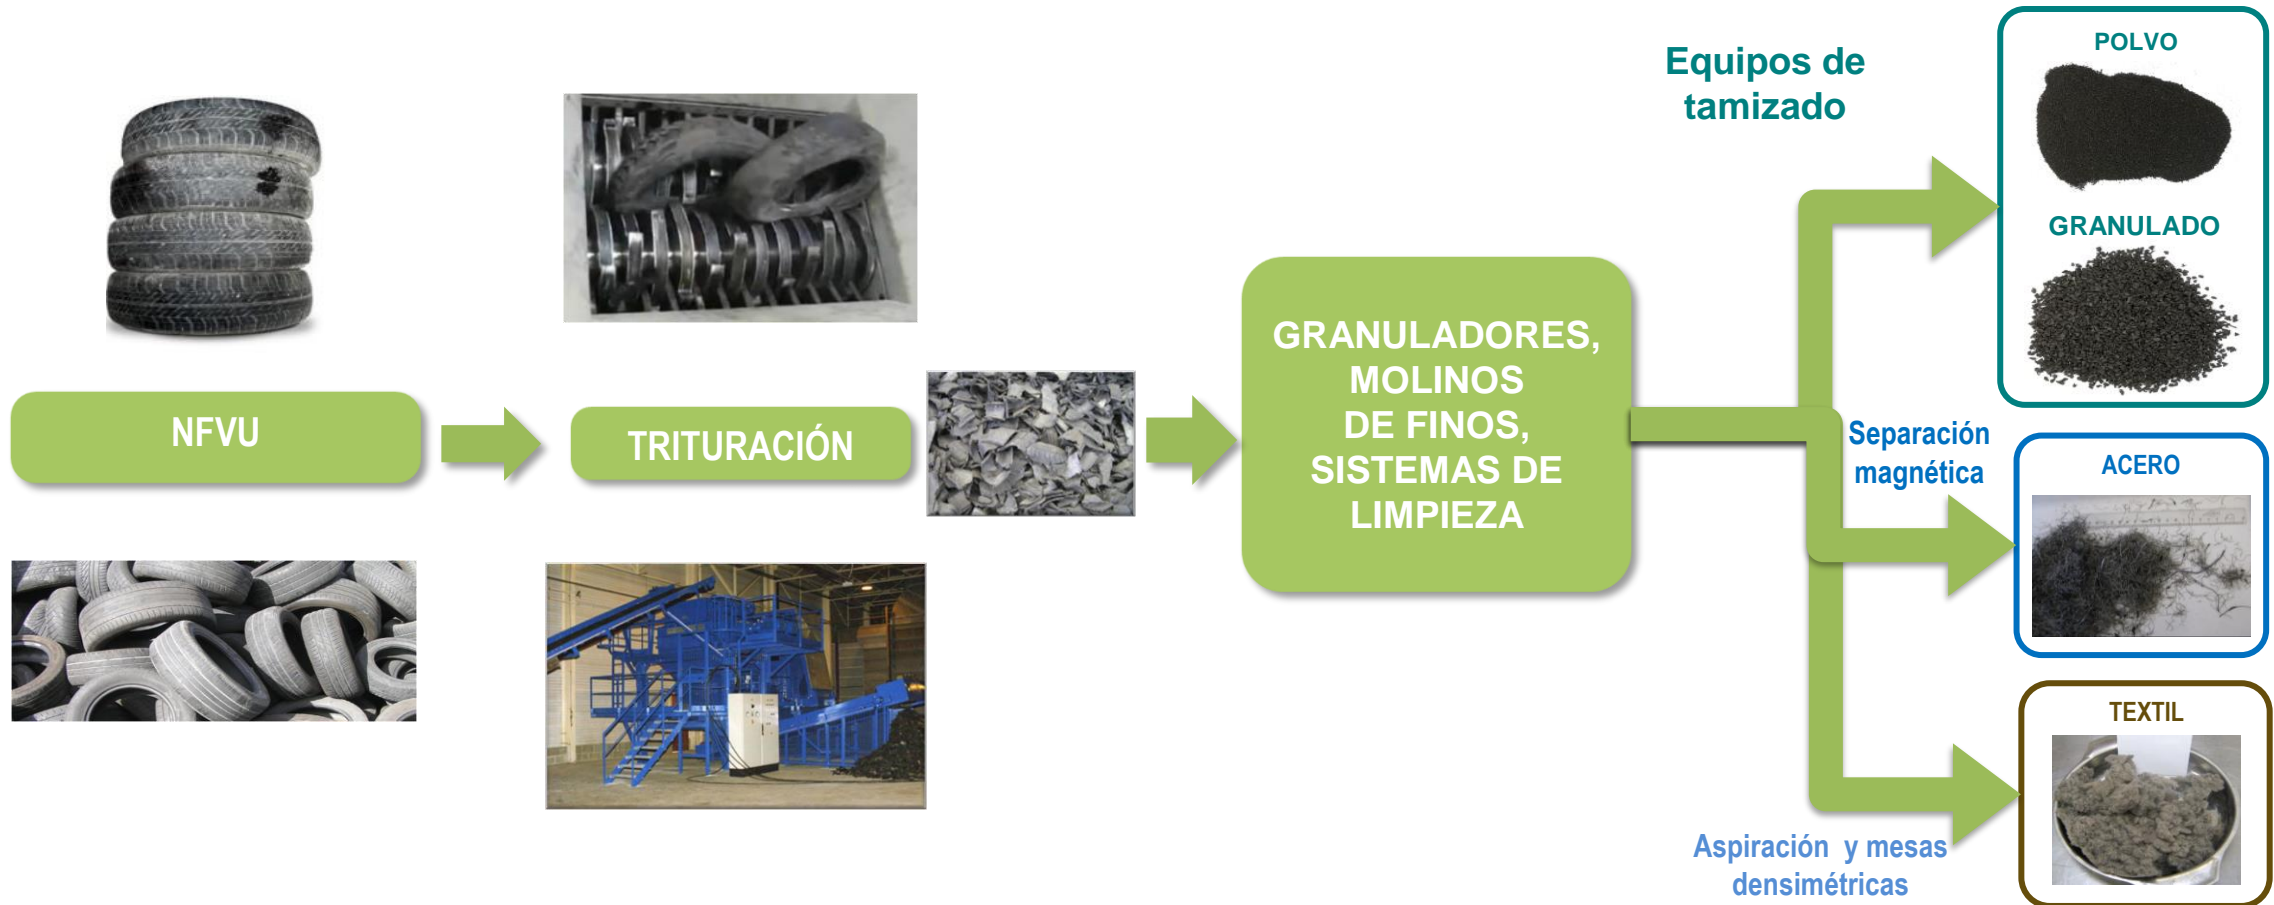 NFVU
TRITURACIÓN
GRANULADORES,
MOLINOS
DE FINOS,
SISTEMAS DE
LIMPIEZA
Equipos de
tamizado
POLVO
GRANULADO
Separación
magnética
ACERO
Aspiración y mesas
densimétricas
TEXTIL